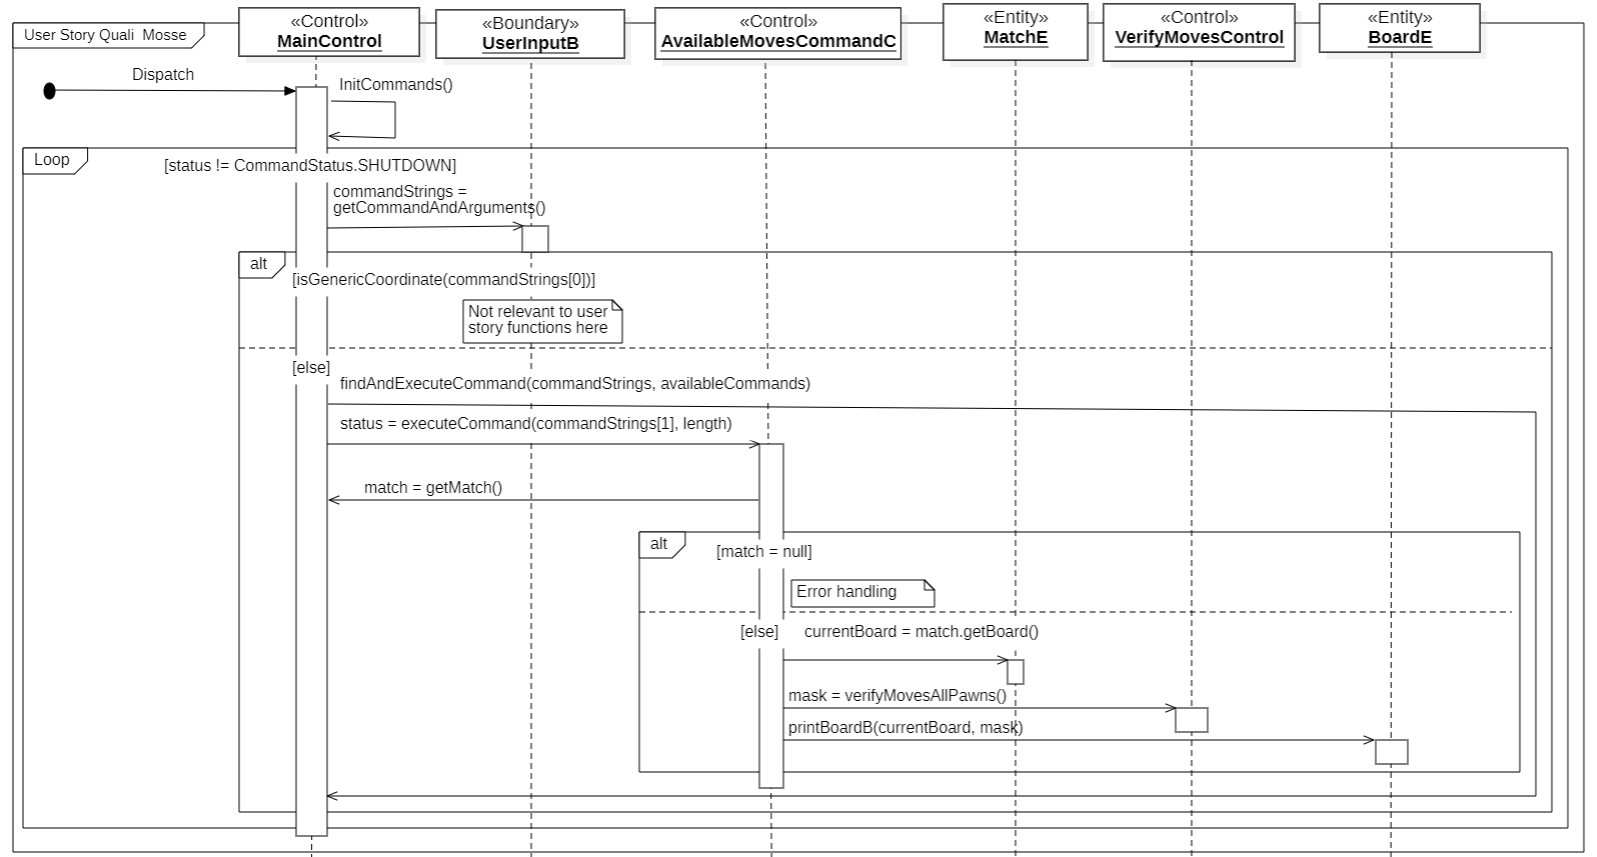 User Story Quali  Mosse
«Control»
MainControl
«Boundary»
UserInputB
«Control»
AvailableMovesCommandC
«Entity»
MatchE
«Control»
VerifyMovesControl
«Entity»
BoardE
Dispatch
InitCommands()
Loop
[status != CommandStatus.SHUTDOWN]
commandStrings =
getCommandAndArguments()
alt
[isGenericCoordinate(commandStrings[0])]
Not relevant to user
story functions here
[else]
findAndExecuteCommand(commandStrings, availableCommands)
status = executeCommand(commandStrings[1], length)
match = getMatch()
alt
[match = null]
Error handling
[else]
currentBoard = match.getBoard()
mask = verifyMovesAllPawns()
printBoardB(currentBoard, mask)